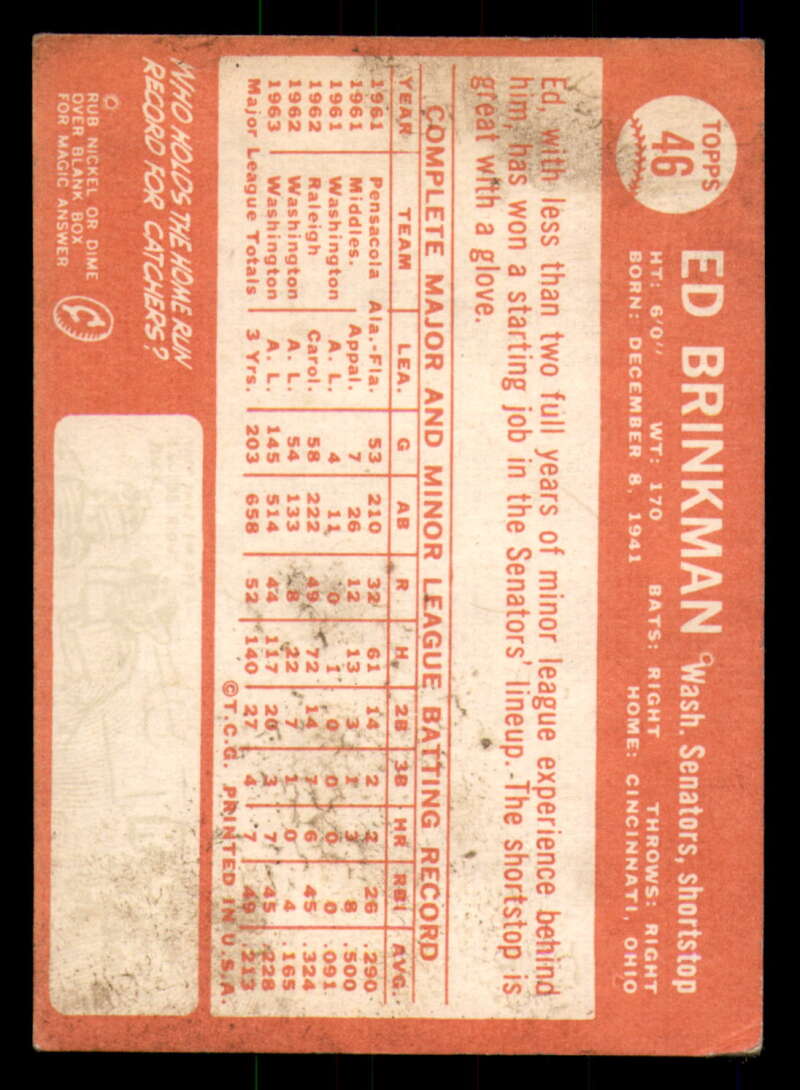 TOPPS
46
ED BRINKMAN Wash. Senators, shortstop
HT: 6'0" WT: 170 BATS: RIGHT THROWS: RIGHT
BORN: DECEMBER 8, 1941 HOME: CINCINNATI, OHIO
Ed, with less than two full years of minor league experience behind
him, has won a starting job in the Senators' lineup. The shortstop is
great with a glove.
COMPLETE MAJOR AND MINOR LEAGUE BATTING RECORD
YEAR TEAM LEA. G AB R H 2B 3B HR RBI AVG.
1961 Pensacola Ala.-Fla. 53 210 32 61 14 2 2 26 .290
1961 Middles. Appal. 7 26 12 13 3 1 3 8 .500
1961 Washington A. L. 4 11 0 1 0 0 0 0 .091
1962 Raleigh Carol. 58 222 49 72 14 7 6 45 .324
1962 Washington A. L. 54 133 8 22 7 1 0 4 .165
1963 Washington A. L. 145 514 44 117 20 3 7 45 .228
Major League Totals 3 Yrs. 203 658 52 140 27 4 7 49 .213
©T.C.G. PRINTED IN U.S.A.
WHO HOLDS THE HOME RUN
RECORD FOR CATCHERS?
RUB NICKEL OR DIME
OVER BLANK BOX
FOR MAGIC ANSWER